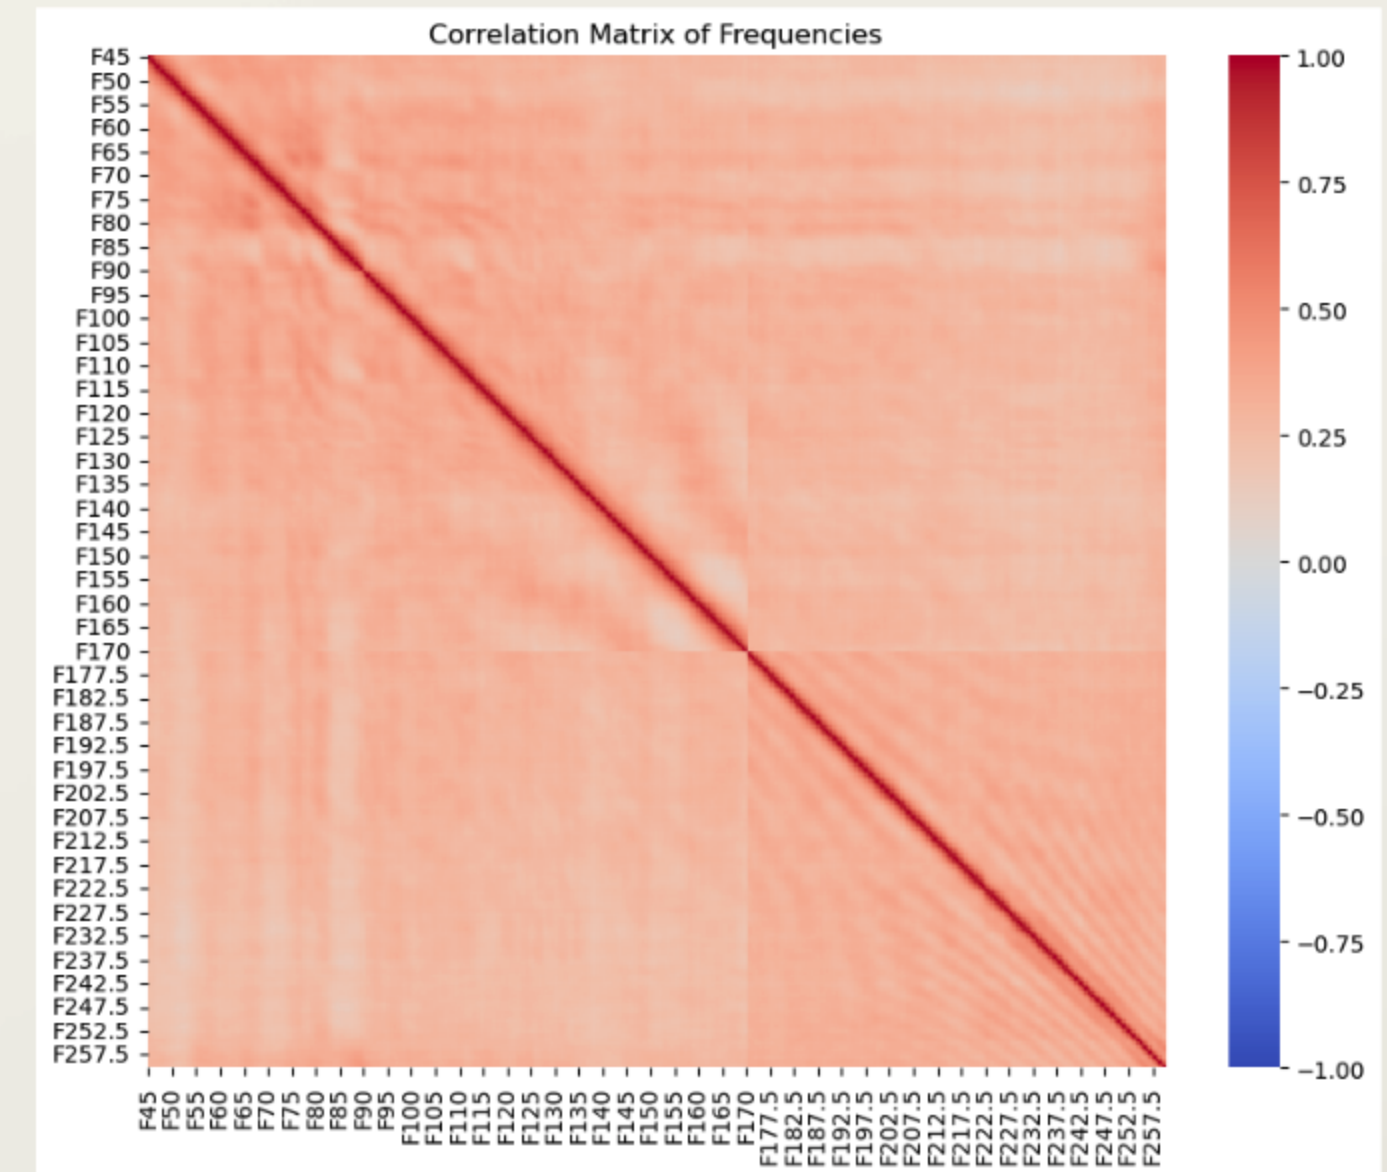 Correlation Matrix of Frequencies
F45
F50
F55
F60
F65
F70
F75
F80
F85
F90
F95
F100
F105
F110
F115
F120
F125
F130
F135
F140
F145
F150
F155
F160
F165
F170
F177.5
F182.5
F187.5
F192.5
F197.5
F202.5
F207.5
F212.5
F217.5
F222.5
F227.5
F232.5
F237.5
F242.5
F247.5
F252.5
F257.5
F45
F50
F55
F60
F65
F70
F75
F80
F85
F90
F95
F100
F105
F110
F115
F120
F125
F130
F135
F140
F145
F150
F155
F160
F165
F170
F177.5
F182.5
F187.5
F192.5
F197.5
F202.5
F207.5
F212.5
F217.5
F222.5
F227.5
F232.5
F237.5
F242.5
F247.5
F252.5
F257.5
1.00
0.75
0.50
0.25
0.00
−0.25
−0.50
−0.75
−1.00